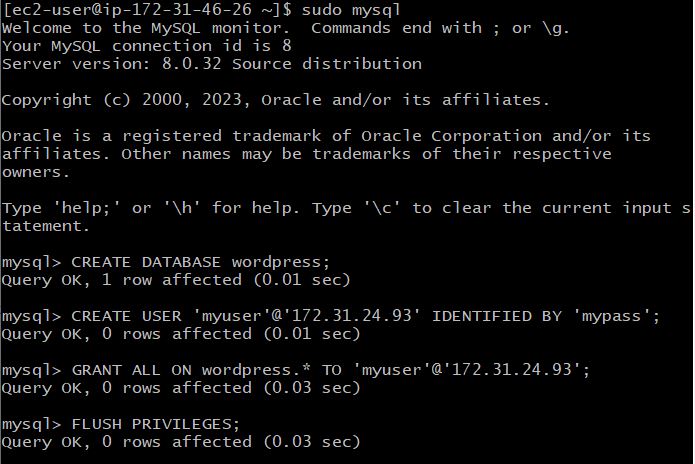 [ec2-user@ip-172-31-46-26 ~]$ sudo mysql
Welcome to the MySQL monitor.  Commands end with ; or \g.
Your MySQL connection id is 8
Server version: 8.0.32 Source distribution

Copyright (c) 2000, 2023, Oracle and/or its affiliates.

Oracle is a registered trademark of Oracle Corporation and/or its
affiliates. Other names may be trademarks of their respective
owners.

Type 'help;' or '\h' for help. Type '\c' to clear the current input s
tatement.

mysql> CREATE DATABASE wordpress;
Query OK, 1 row affected (0.01 sec)

mysql> CREATE USER 'myuser'@'172.31.24.93' IDENTIFIED BY 'mypass';
Query OK, 0 rows affected (0.01 sec)

mysql> GRANT ALL ON wordpress.* TO 'myuser'@'172.31.24.93';
Query OK, 0 rows affected (0.03 sec)

mysql> FLUSH PRIVILEGES;
Query OK, 0 rows affected (0.03 sec)